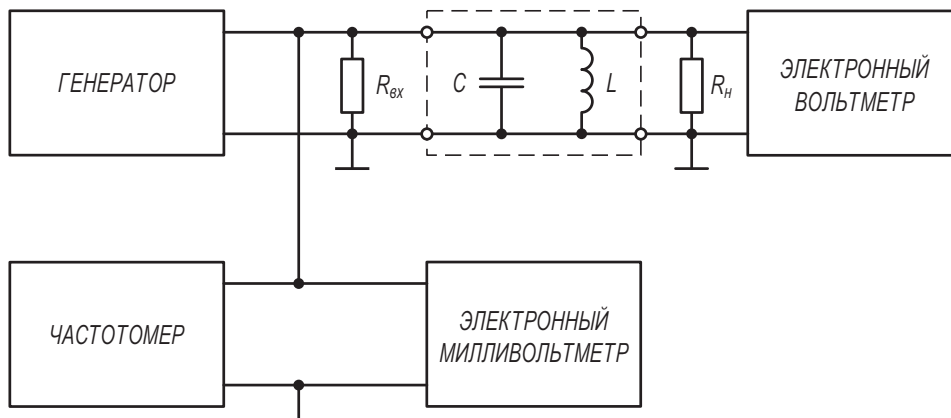 ГЕНЕРАТОР
Rвх
C
L
Rн
ЭЛЕКТРОННЫЙ
ВОЛЬТМЕТР
ЧАСТОТОМЕР
ЭЛЕКТРОННЫЙ
МИЛЛИВОЛЬТМЕТР